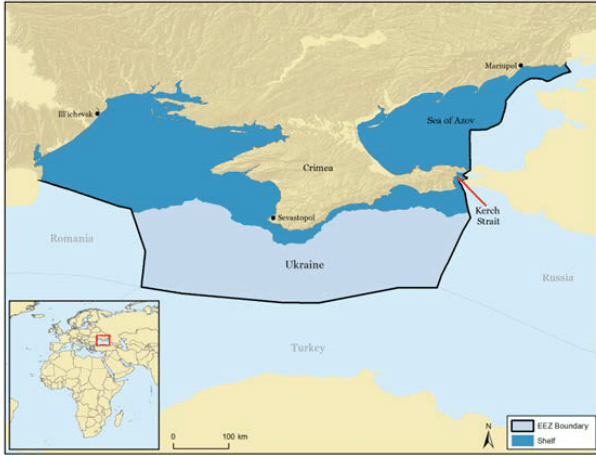 Mariupol
Ill'ichevsk
Sea of Azov
Crimea
Kerch
Strait
Sevastopol
Romania
Ukraine
Russia
Turkey
N
EEZ Boundary
Shelf
0
100 km